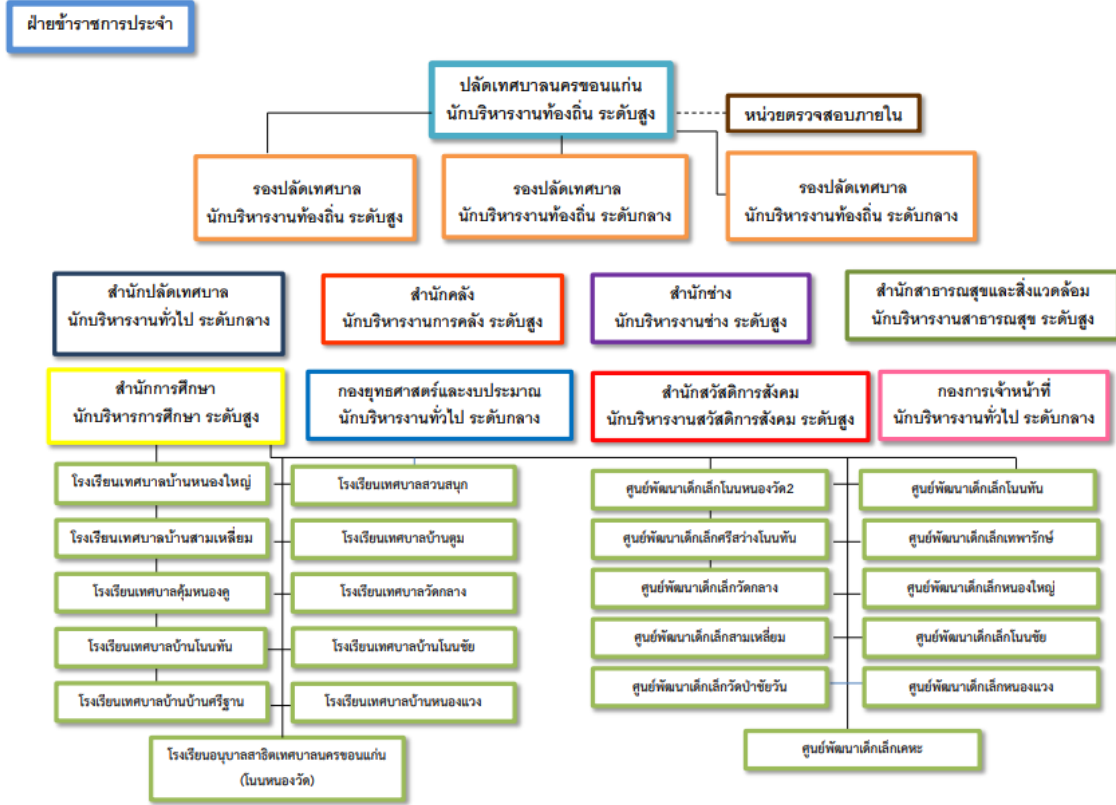 ฝ่ายข้าราชการประจำ
ปลัดเทศบาลนครขอนแก่น
นักบริหารงานท้องถิ่น ระดับสูง
หน่วยตรวจสอบภายใน
รองปลัดเทศบาล
นักบริหารงานท้องถิ่น ระดับสูง
รองปลัดเทศบาล
นักบริหารงานท้องถิ่น ระดับกลาง
รองปลัดเทศบาล
นักบริหารงานท้องถิ่น ระดับกลาง
สำนักปลัดเทศบาล
นักบริหารงานทั่วไป ระดับกลาง
สำนักคลัง
นักบริหารงานการคลัง ระดับสูง
สำนักช่าง
นักบริหารงานช่าง ระดับสูง
สำนักสาธารณสุขและสิ่งแวดล้อม
นักบริหารงานสาธารณสุข ระดับสูง
สำนักการศึกษา
นักบริหารการศึกษา ระดับสูง
กองยุทธศาสตร์และงบประมาณ
นักบริหารงานทั่วไป ระดับกลาง
สำนักสวัสดิการสังคม
นักบริหารงานสวัสดิการสังคม ระดับสูง
กองการเจ้าหน้าที่
นักบริหารงานทั่วไป ระดับกลาง
โรงเรียนเทศบาลบ้านหนองใหญ่
โรงเรียนเทศบาลสวนสนุก
ศูนย์พัฒนาเด็กเล็กโนนหนองวัด2
ศูนย์พัฒนาเด็กเล็กโนนทัน
โรงเรียนเทศบาลบ้านสามเหลี่ยม
โรงเรียนเทศบาลบ้านตูม
ศูนย์พัฒนาเด็กเล็กศรีสว่างโนนทัน
ศูนย์พัฒนาเด็กเล็กเทพารักษ์
โรงเรียนเทศบาลคุ้มหนองคู
โรงเรียนเทศบาลวัดกลาง
ศูนย์พัฒนาเด็กเล็กวัดกลาง
ศูนย์พัฒนาเด็กเล็กหนองใหญ่
โรงเรียนเทศบาลบ้านโนนทัน
โรงเรียนเทศบาลบ้านโนนชัย
ศูนย์พัฒนาเด็กเล็กสามเหลี่ยม
ศูนย์พัฒนาเด็กเล็กโนนชัย
โรงเรียนเทศบาลบ้านบ้านศรีฐาน
โรงเรียนเทศบาลบ้านหนองแวง
ศูนย์พัฒนาเด็กเล็กวัดป่าชัยวัน
ศูนย์พัฒนาเด็กเล็กหนองแวง
โรงเรียนอนุบาลสาธิตเทศบาลนครขอนแก่น
(โนนหนองวัด)
ศูนย์พัฒนาเด็กเล็กเคหะ